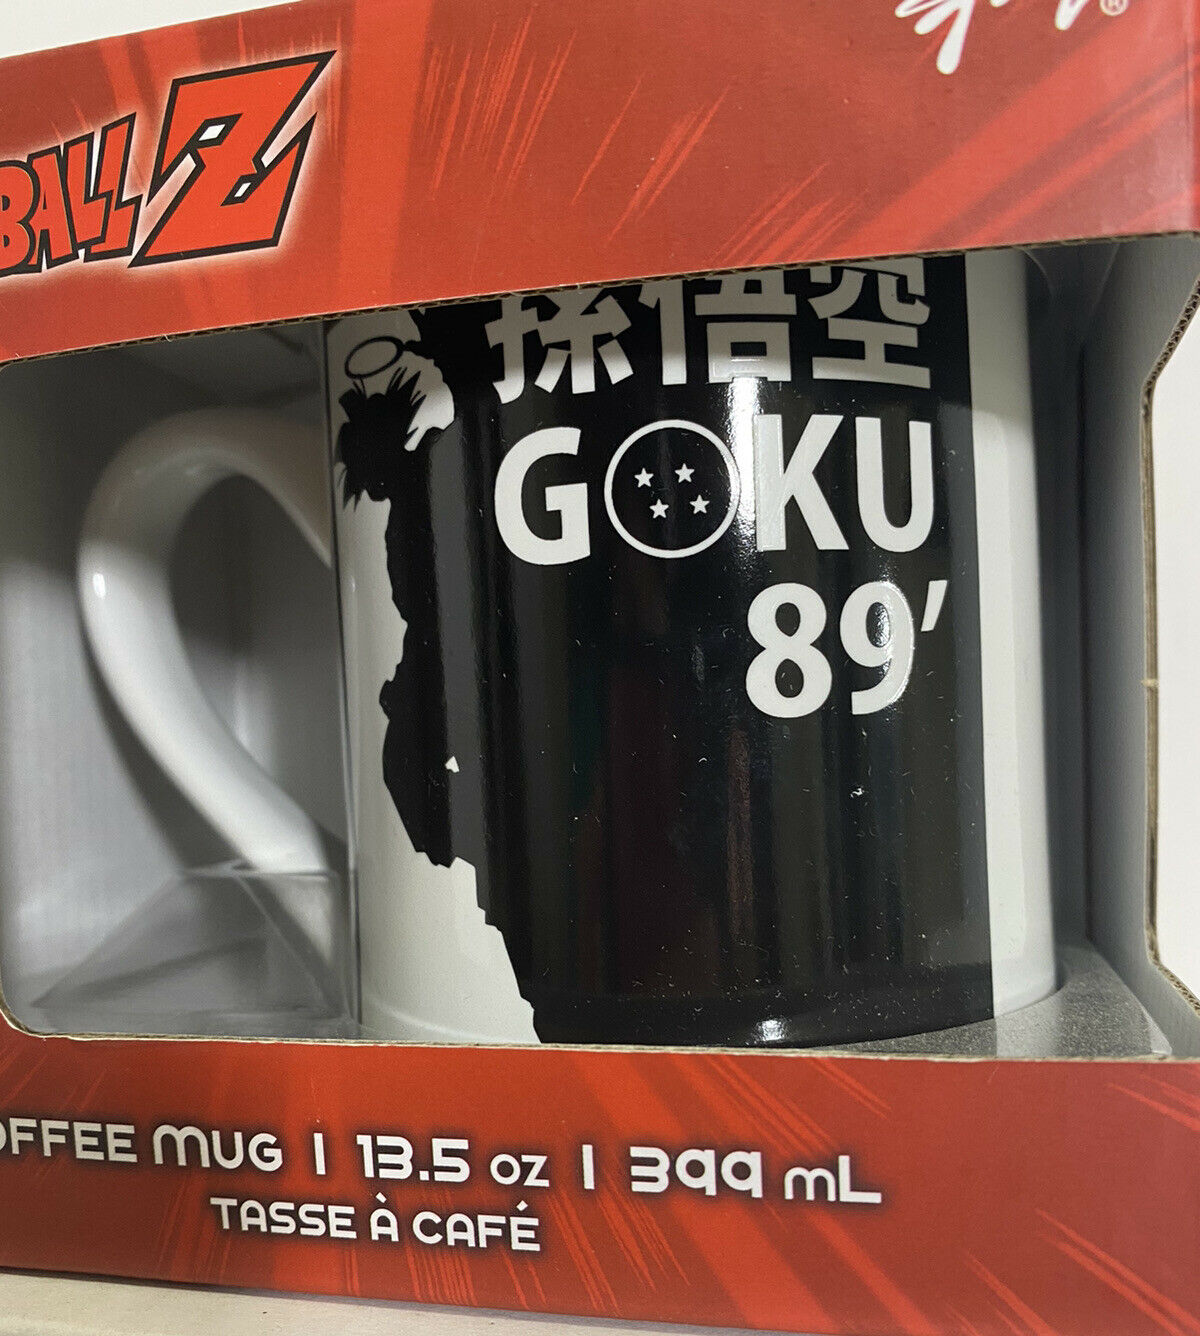 BALL Z
孫悟空
GOKU
89'
OFFEE MUG | 13.5 oz | 399 mL
TASSE À CAFÉ